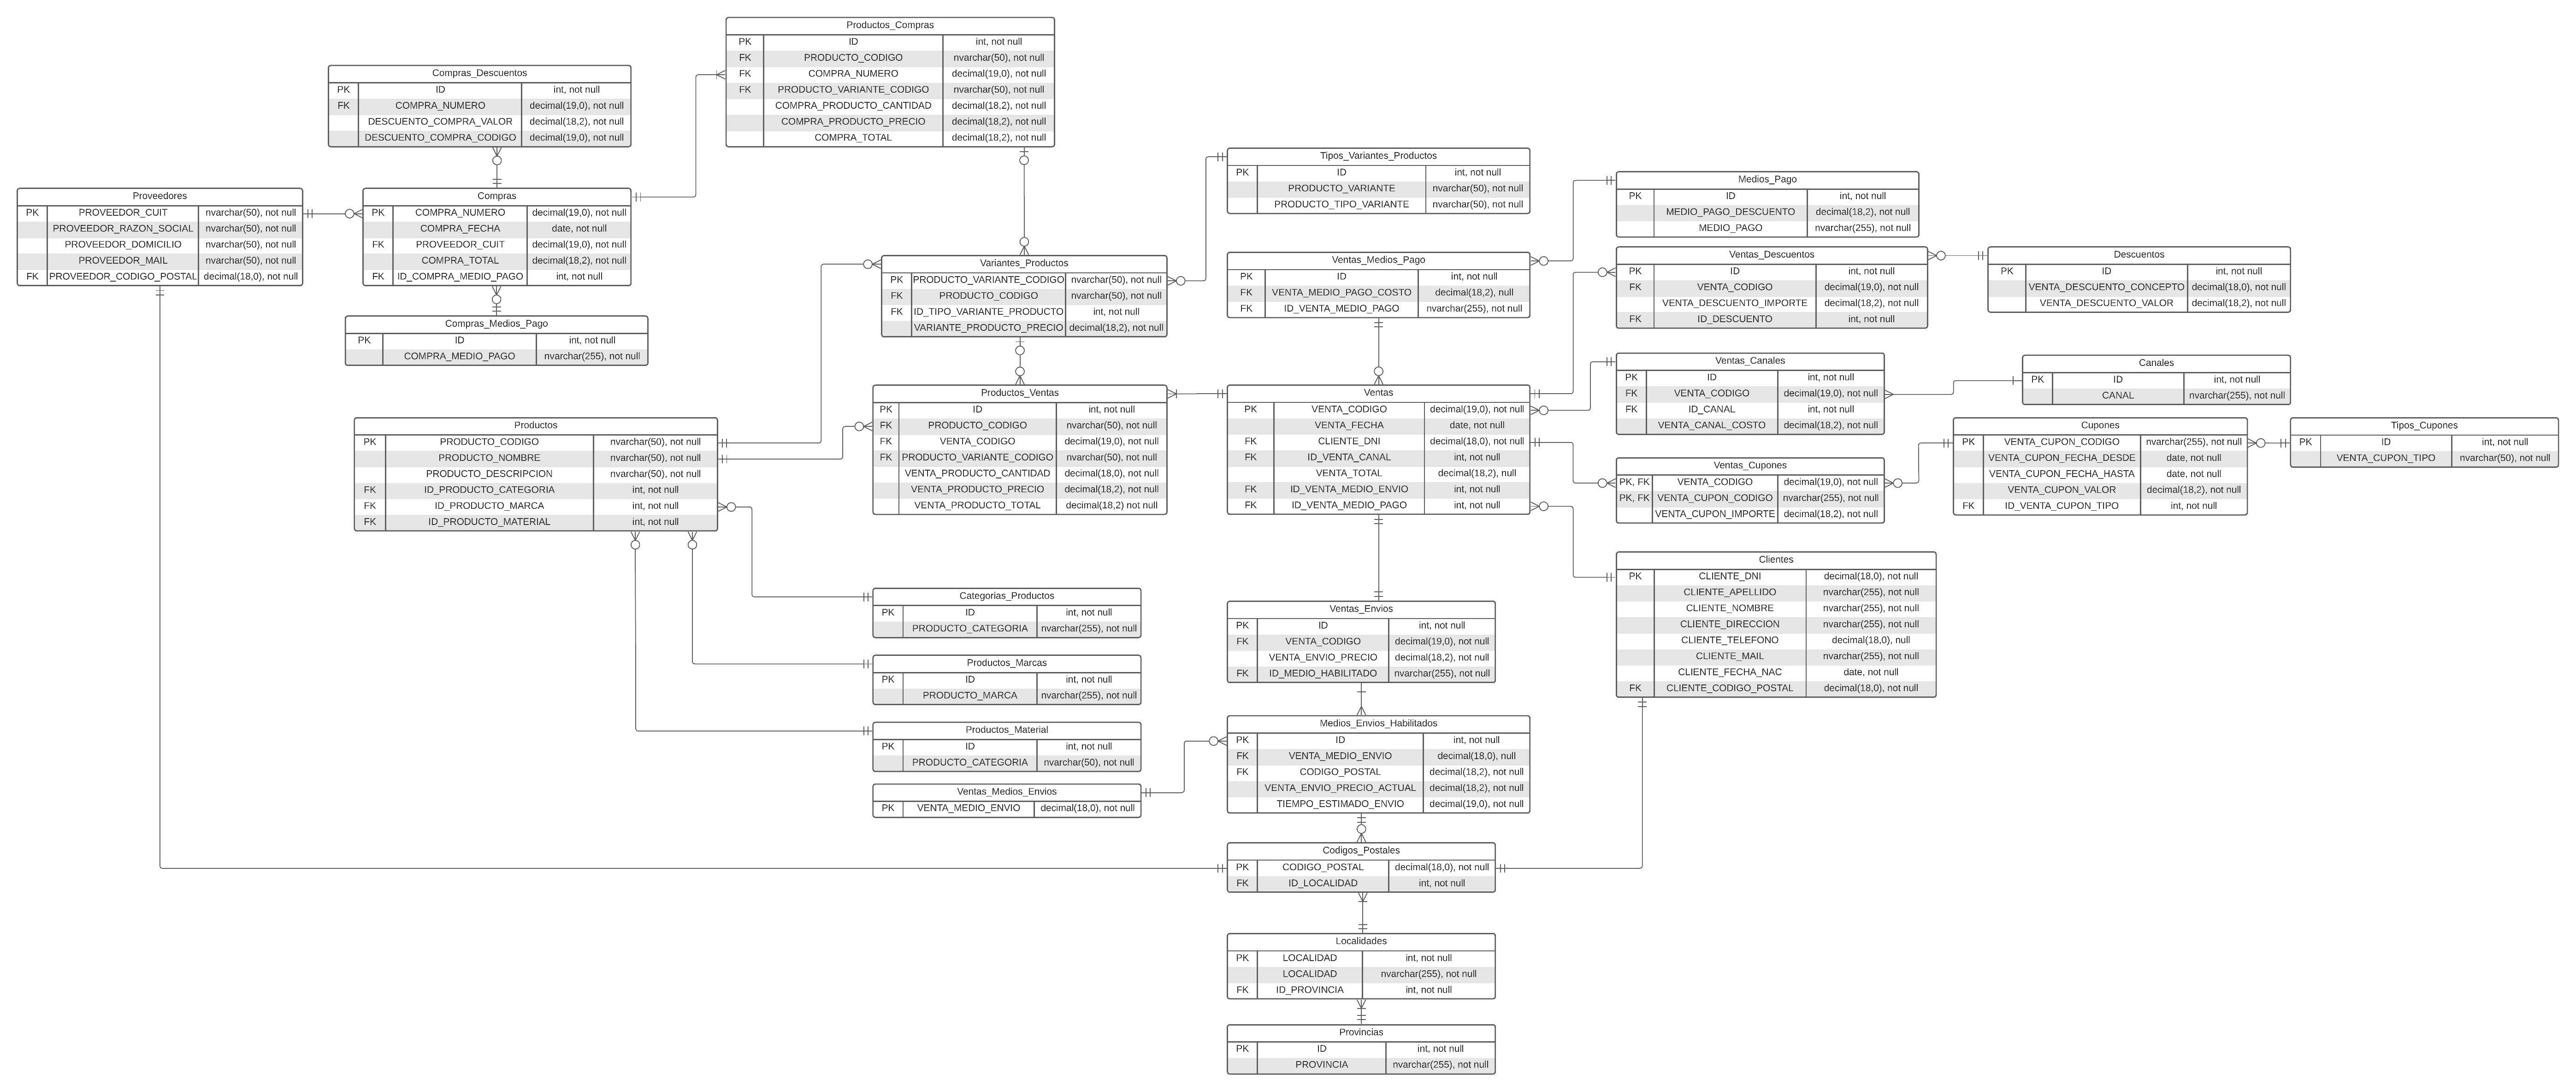 Productos_Compras
PK ID int, not null
FK PRODUCTO_CODIGO nvarchar(50), not null
FK COMPRA_NUMERO decimal(19,0), not null
FK PRODUCTO_VARIANTE_CODIGO nvarchar(50), not null
COMPRA_PRODUCTO_CANTIDAD decimal(18,2), not null
COMPRA_PRODUCTO_PRECIO decimal(18,2), not null
COMPRA_TOTAL decimal(18,2), not null
Compras_Descuentos
PK ID int, not null
FK COMPRA_NUMERO decimal(19,0), not null
DESCUENTO_COMPRA_VALOR decimal(18,2), not null
DESCUENTO_COMPRA_CODIGO decimal(19,0), not null
Proveedores
PK PROVEEDOR_CUIT nvarchar(50), not null
PROVEEDOR_RAZON_SOCIAL nvarchar(50), not null
PROVEEDOR_DOMICILIO nvarchar(50), not null
PROVEEDOR_MAIL nvarchar(50), not null
FK PROVEEDOR_CODIGO_POSTAL decimal(18,0), not null
Compras
PK COMPRA_NUMERO decimal(19,0), not null
COMPRA_FECHA date, not null
FK PROVEEDOR_CUIT decimal(19,0), not null
COMPRA_TOTAL decimal(18,2), not null
FK ID_COMPRA_MEDIO_PAGO int, not null
Compras_Medios_Pago
PK ID int, not null
COMPRA_MEDIO_PAGO nvarchar(255), not null
Tipos_Variantes_Productos
PK ID int, not null
PRODUCTO_VARIANTE nvarchar(50), not null
PRODUCTO_TIPO_VARIANTE nvarchar(50), not null
Medios_Pago
PK ID int, not null
MEDIO_PAGO_DESCUENTO decimal(18,2), not null
MEDIO_PAGO nvarchar(255), not null
Variantes_Productos
PK PRODUCTO_VARIANTE_CODIGO nvarchar(50), not null
FK PRODUCTO_CODIGO nvarchar(50), not null
FK ID_TIPO_VARIANTE_PRODUCTO int, not null
VARIANTE_PRODUCTO_PRECIO decimal(18,2), not null
Ventas_Medios_Pago
PK ID int, not null
FK VENTA_MEDIO_PAGO_COSTO decimal(18,2), null
FK ID_VENTA_MEDIO_PAGO nvarchar(255), not null
Ventas_Descuentos
PK ID int, not null
FK VENTA_CODIGO decimal(19,0), not null
VENTA_DESCUENTO_IMPORTE decimal(18,2), not null
FK ID_DESCUENTO int, not null
Descuentos
PK ID int, not null
VENTA_DESCUENTO_CONCEPTO decimal(18,0), not null
VENTA_DESCUENTO_VALOR decimal(18,2), not null
Productos
PK PRODUCTO_CODIGO nvarchar(50), not null
PRODUCTO_NOMBRE nvarchar(50), not null
PRODUCTO_DESCRIPCION nvarchar(50), not null
FK ID_PRODUCTO_CATEGORIA int, not null
FK ID_PRODUCTO_MARCA int, not null
FK ID_PRODUCTO_MATERIAL int, not null
Productos_Ventas
PK ID int, not null
FK PRODUCTO_CODIGO nvarchar(50), not null
FK VENTA_CODIGO decimal(19,0), not null
FK PRODUCTO_VARIANTE_CODIGO nvarchar(50), not null
VENTA_PRODUCTO_CANTIDAD decimal(18,0), not null
VENTA_PRODUCTO_PRECIO decimal(18,2), not null
VENTA_PRODUCTO_TOTAL decimal(18,2) not null
Ventas
PK VENTA_CODIGO decimal(19,0), not null
VENTA_FECHA date, not null
FK CLIENTE_DNI decimal(18,0), not null
FK ID_VENTA_CANAL int, not null
VENTA_TOTAL decimal(18,2), null
FK ID_VENTA_MEDIO_ENVIO int, not null
FK ID_VENTA_MEDIO_PAGO int, not null
Ventas_Canales
PK ID int, not null
FK VENTA_CODIGO decimal(19,0), not null
FK ID_CANAL int, not null
VENTA_CANAL_COSTO decimal(18,2), not null
Canales
PK ID int, not null
CANAL nvarchar(255), not null
Ventas_Cupones
PK, FK VENTA_CODIGO decimal(19,0), not null
PK, FK VENTA_CUPON_CODIGO nvarchar(255), not null
VENTA_CUPON_IMPORTE decimal(18,2), not null
Cupones
PK VENTA_CUPON_CODIGO nvarchar(255), not null
VENTA_CUPON_FECHA_DESDE date, not null
VENTA_CUPON_FECHA_HASTA date, not null
VENTA_CUPON_VALOR decimal(18,2), not null
FK ID_VENTA_CUPON_TIPO int, not null
Tipos_Cupones
PK ID int, not null
VENTA_CUPON_TIPO nvarchar(50), not null
Clientes
PK CLIENTE_DNI decimal(18,0), not null
CLIENTE_APELLIDO nvarchar(255), not null
CLIENTE_NOMBRE nvarchar(255), not null
CLIENTE_DIRECCION nvarchar(255), not null
CLIENTE_TELEFONO decimal(18,0), null
CLIENTE_MAIL nvarchar(255), not null
CLIENTE_FECHA_NAC date, not null
FK CLIENTE_CODIGO_POSTAL decimal(18,0), not null
Categorias_Productos
PK ID int, not null
PRODUCTO_CATEGORIA nvarchar(255), not null
Productos_Marcas
PK ID int, not null
PRODUCTO_MARCA nvarchar(255), not null
Productos_Material
PK ID int, not null
PRODUCTO_CATEGORIA nvarchar(50), not null
Ventas_Medios_Envios
PK VENTA_MEDIO_ENVIO decimal(18,0), not null
Ventas_Envios
PK ID int, not null
FK VENTA_CODIGO decimal(19,0), not null
VENTA_ENVIO_PRECIO decimal(18,2), not null
FK ID_MEDIO_HABILITADO nvarchar(255), not null
Medios_Envios_Habilitados
PK ID int, not null
FK VENTA_MEDIO_ENVIO decimal(18,0), null
FK CODIGO_POSTAL decimal(18,2), not null
VENTA_ENVIO_PRECIO_ACTUAL decimal(18,2), not null
TIEMPO_ESTIMADO_ENVIO decimal(19,0), not null
Codigos_Postales
PK CODIGO_POSTAL decimal(18,0), not null
FK ID_LOCALIDAD int, not null
Localidades
PK LOCALIDAD int, not null
LOCALIDAD nvarchar(255), not null
FK ID_PROVINCIA int, not null
Provincias
PK ID int, not null
PROVINCIA nvarchar(255), not null